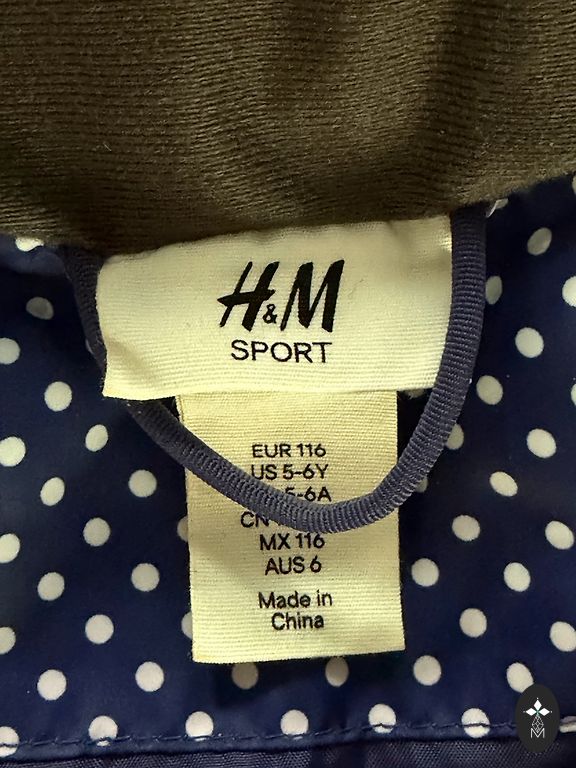 H&M
SPORT
EUR 116
US 5-6Y
5-6A
CN
MX 116
AUS 6
Made in
China
M